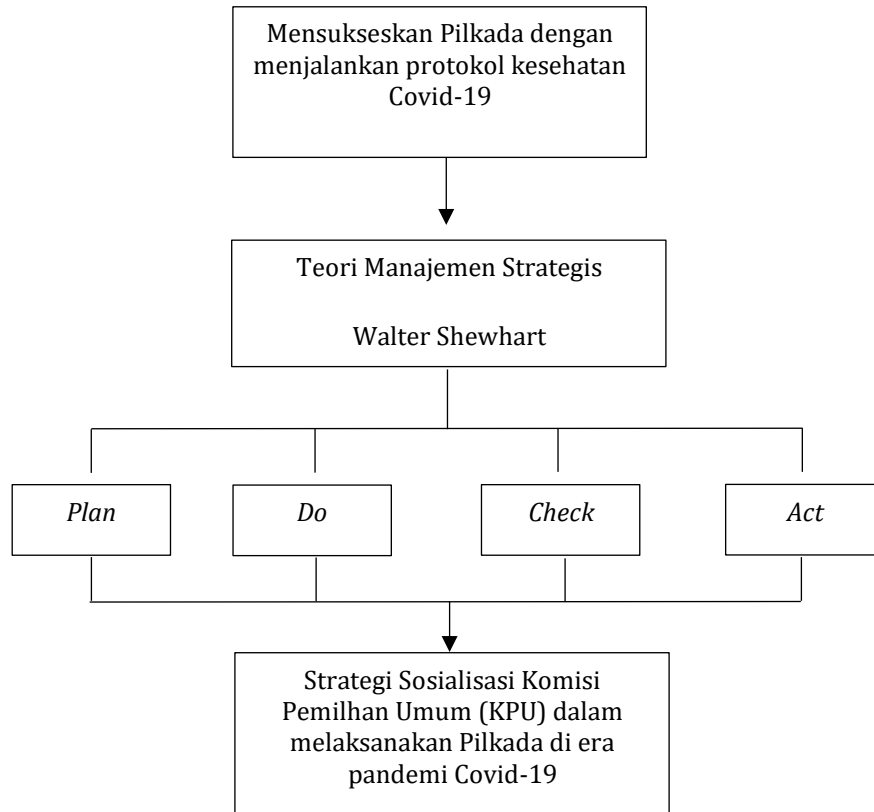 Mensukseskan Pilkada dengan
menjalankan protokol kesehatan
Covid-19
Teori Manajemen Strategis
Walter Shewhart
Plan
Do
Check
Act
Strategi Sosialisasi Komisi
Pemilhan Umum (KPU) dalam
melaksanakan Pilkada di era
pandemi Covid-19